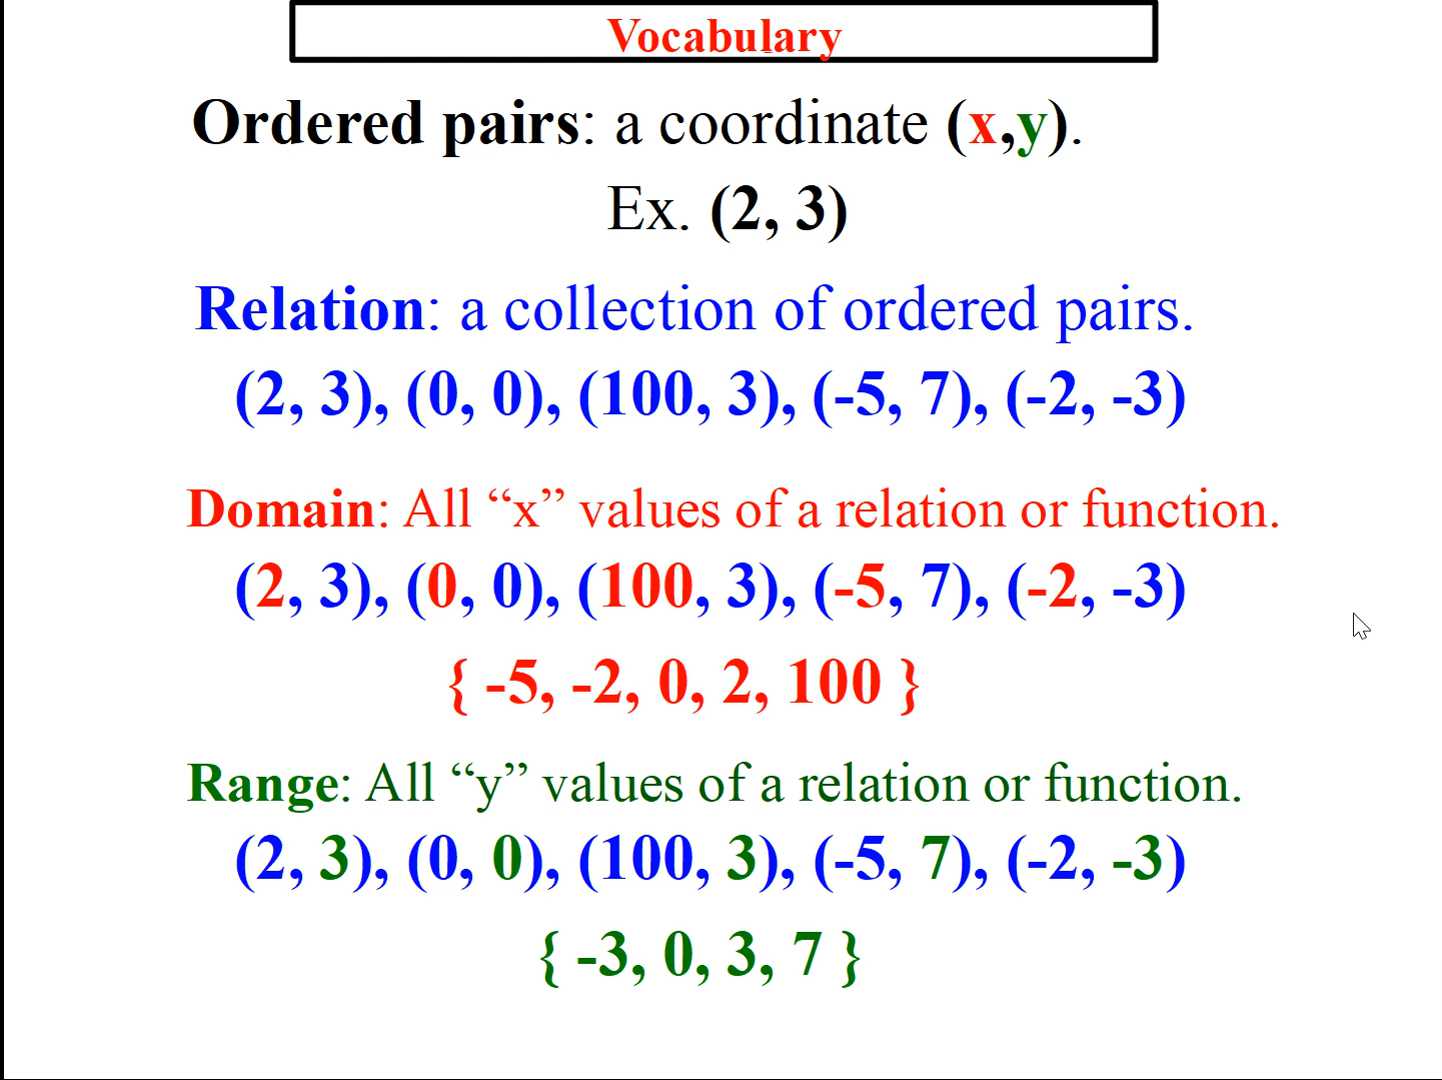 Vocabulary
Ordered pairs: a coordinate (x,y).
Ex. (2, 3)
Relation: a collection of ordered pairs.
(2, 3), (0, 0), (100, 3), (-5, 7), (-2, -3)
Domain: All “x” values of a relation or function.
(2, 3), (0, 0), (100, 3), (-5, 7), (-2, -3)
{ -5, -2, 0, 2, 100 }
Range: All “y” values of a relation or function.
(2, 3), (0, 0), (100, 3), (-5, 7), (-2, -3)
{ -3, 0, 3, 7 }